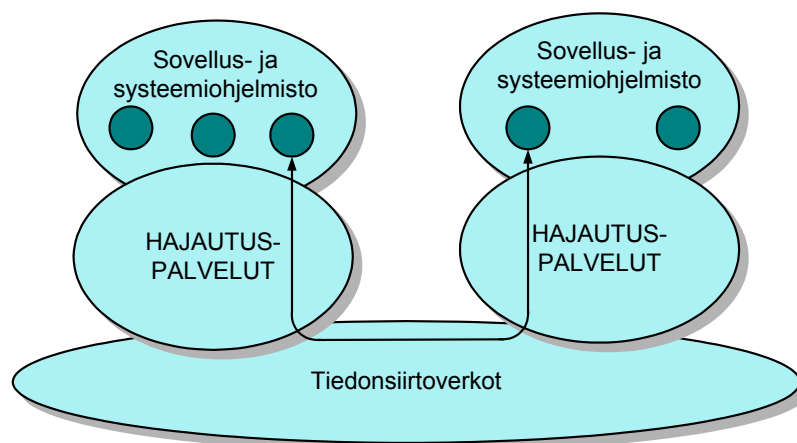 Sovellus- ja
systeemiohjelmisto
Sovellus- ja
systeemiohjelmisto
HAJAUTUS-
PALVELUT
HAJAUTUS-
PALVELUT
Tiedonsiirtoverkot